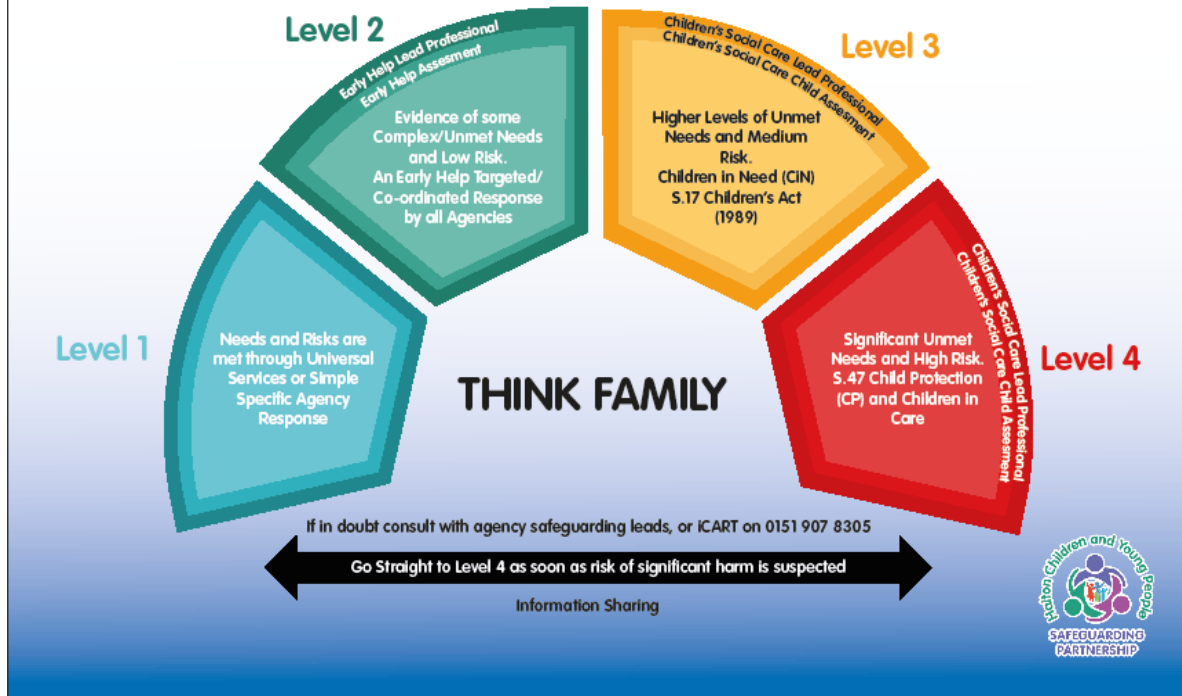 Level 1
Needs and Risks are
met through Universal
Services or Simple
Specific Agency
Response
Level 2
Early Help Lead Professional
Early Help Assesment
Evidence of some
Complex/Unmet Needs
and Low Risk.
An Early Help Targeted/
Co-ordinated Response
by all Agencies
Level 3
Children's Social Care Lead Professional
Children's Social Care Child Assesment
Higher Levels of Unmet
Needs and Medium
Risk.
Children in Need (CiN)
S.17 Children's Act
(1989)
Level 4
Children's Social Care Lead Professional
Children's Social Care Child Assesment
Significant Unmet
Needs and High Risk.
S.47 Child Protection
(CP) and Children in
Care
THINK FAMILY
If in doubt consult with agency safeguarding leads, or iCART on 0151 907 8305
Go Straight to Level 4 as soon as risk of significant harm is suspected
Information Sharing
Halton Children and Young People
SAFEGUARDING
PARTNERSHIP